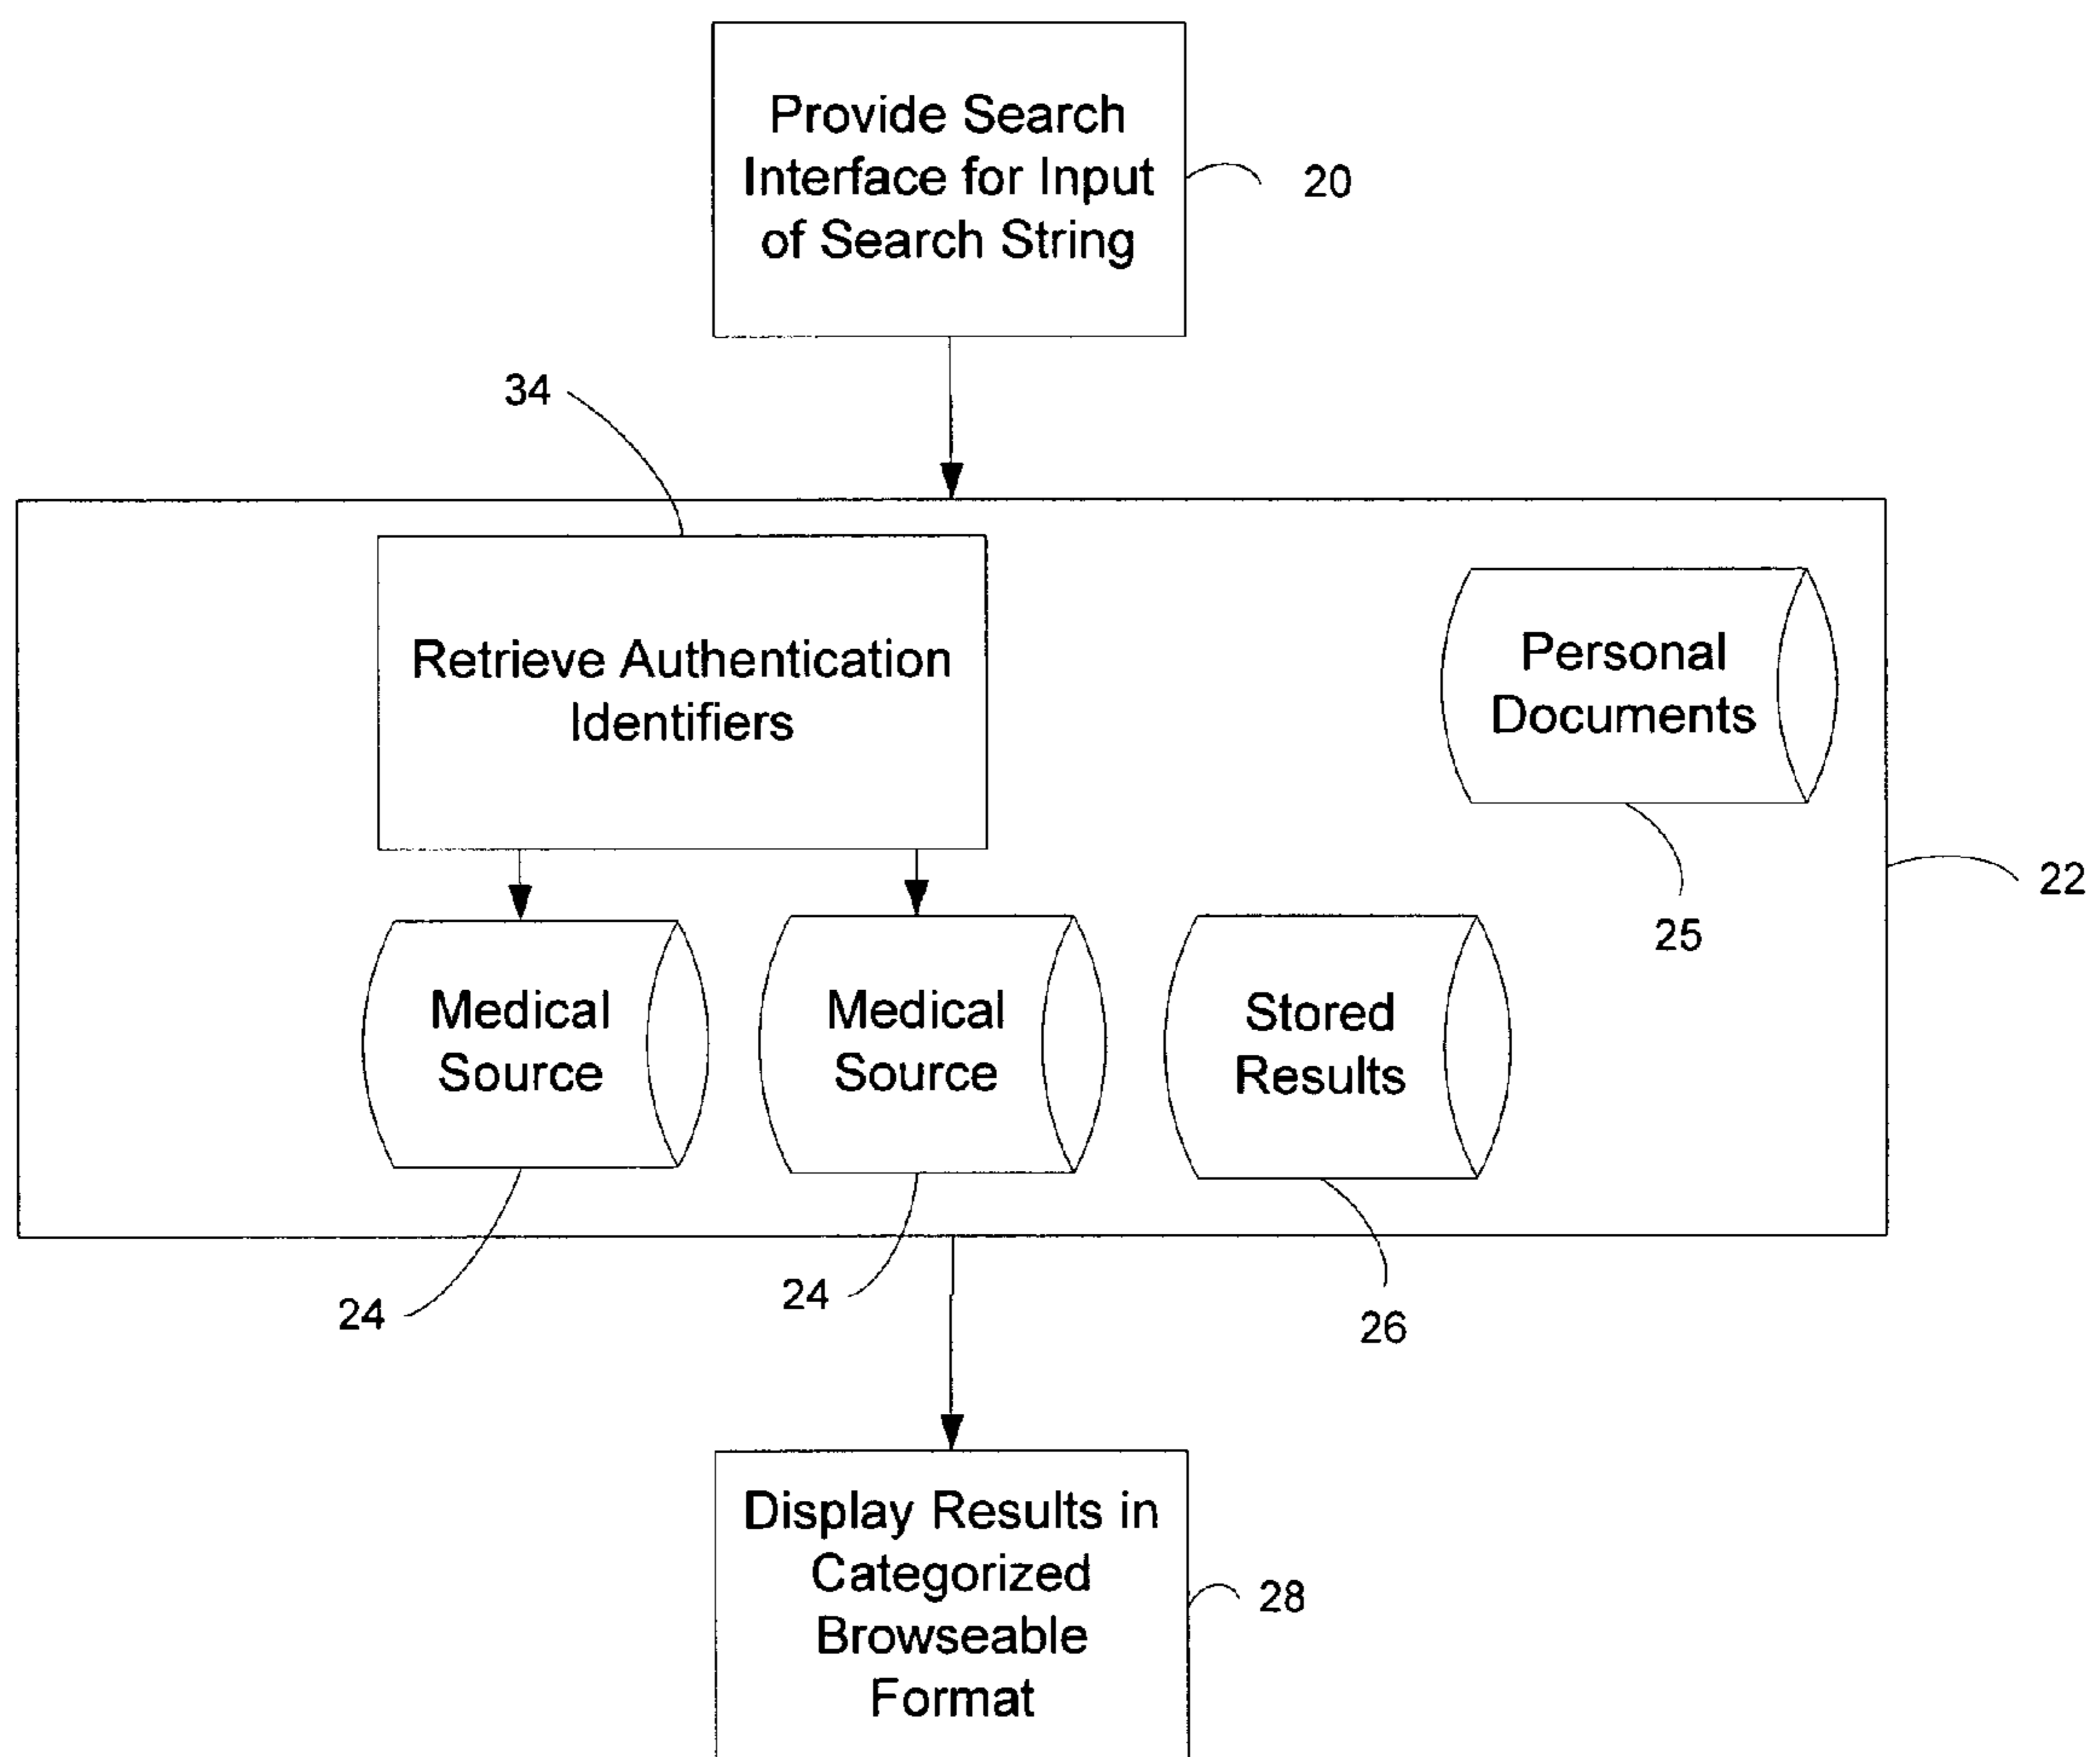 Provide Search
Interface for Input
of Search String
20
34
Retrieve Authentication
Identifiers
Personal
Documents
22
25
Medical
Source
Medical
Source
Stored
Results
24
24
26
Display Results in
Categorized
Browseable
Format
28